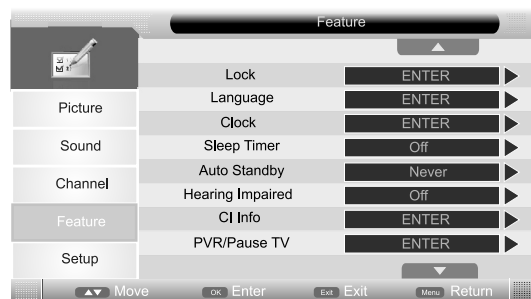 Feature
Lock ENTER
Language ENTER
Clock ENTER
Sleep Timer Off
Auto Standby Never
Hearing Impaired Off
CI Info ENTER
PVR/Pause TV ENTER
Picture
Sound
Channel
Feature
Setup
Move OK Enter Exit Exit Menu Return